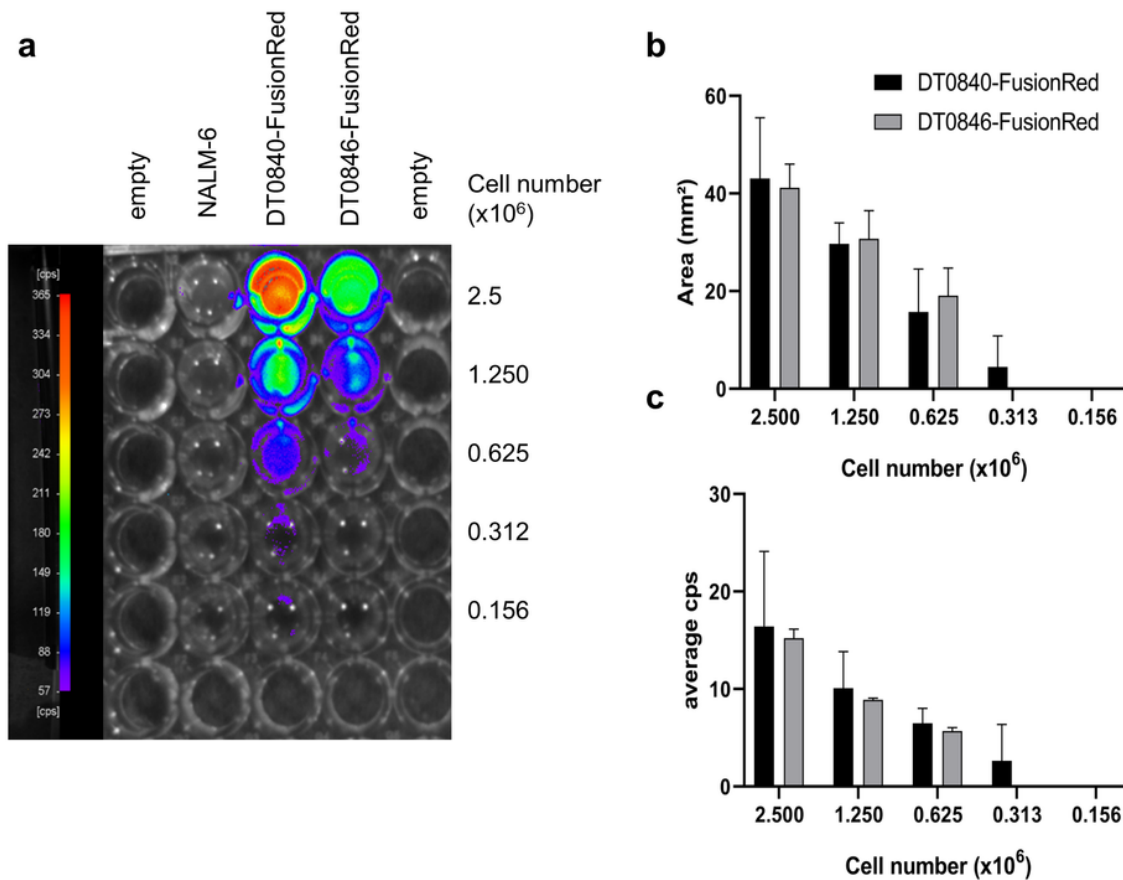 a
empty
NALM-6
DT0840-FusionRed
DT0846-FusionRed
empty
Cell number
(x10⁶)
[cps]
365
334
304
273
242
211
180
149
119
88
57
[cps]
2.5
1.250
0.625
0.312
0.156
b
DT0840-FusionRed
DT0846-FusionRed
Area (mm²)
60
40
20
0
2.500 1.250 0.625 0.313 0.156
Cell number (x10⁶)
c
average cps
30
20
10
0
2.500 1.250 0.625 0.313 0.156
Cell number (x10⁶)